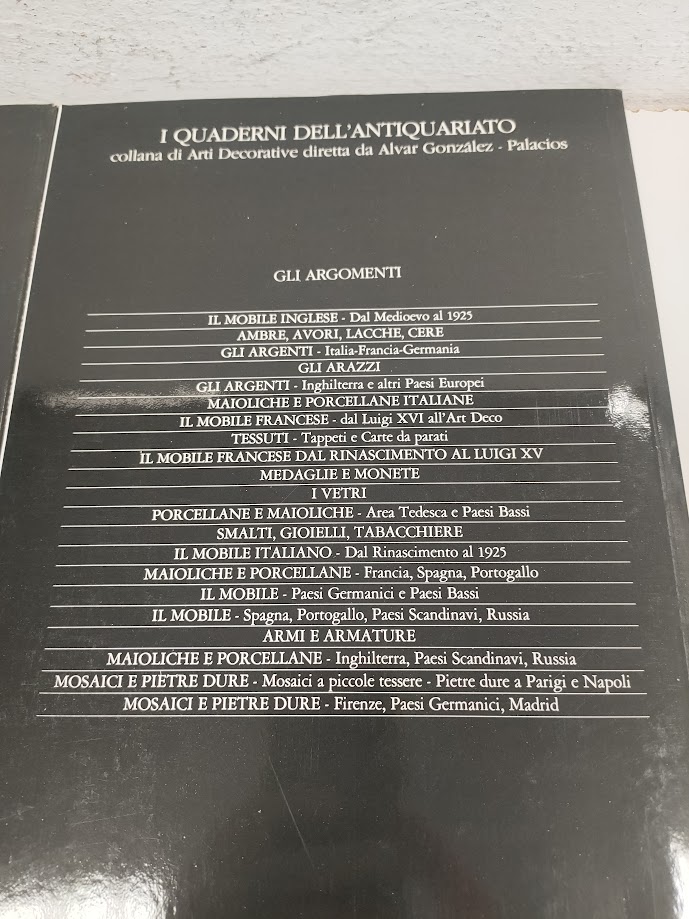 I QUADERNI DELL'ANTIQUARIATO
collana di Arti Decorative diretta da Alvar González - Palacios
GLI ARGOMENTI
IL MOBILE INGLESE - Dal Medioevo al 1925
AMBRE, AVORI, LACCHE, CERE
GLI ARGENTI - Italia-Francia-Germania
GLI ARAZZI
GLI ARGENTI - Inghilterra e altri Paesi Europei
MAIOLICHE E PORCELLANE ITALIANE
IL MOBILE FRANCESE - dal Luigi XVI all'Art Deco
TESSUTI - Tappeti e Carte da parati
IL MOBILE FRANCESE DAL RINASCIMENTO AL LUIGI XV
MEDAGLIE E MONETE
I VETRI
PORCELLANE E MAIOLICHE - Area Tedesca e Paesi Bassi
SMALTI, GIOIELLI, TABACCHIERE
IL MOBILE ITALIANO - Dal Rinascimento al 1925
MAIOLICHE E PORCELLANE - Francia, Spagna, Portogallo
IL MOBILE - Paesi Germanici e Paesi Bassi
IL MOBILE - Spagna, Portogallo, Paesi Scandinavi, Russia
ARMI E ARMATURE
MAIOLICHE E PORCELLANE - Inghilterra, Paesi Scandinavi, Russia
MOSAICI E PIETRE DURE - Mosaici a piccole tessere - Pietre dure a Parigi e Napoli
MOSAICI E PIETRE DURE - Firenze, Paesi Germanici, Madrid